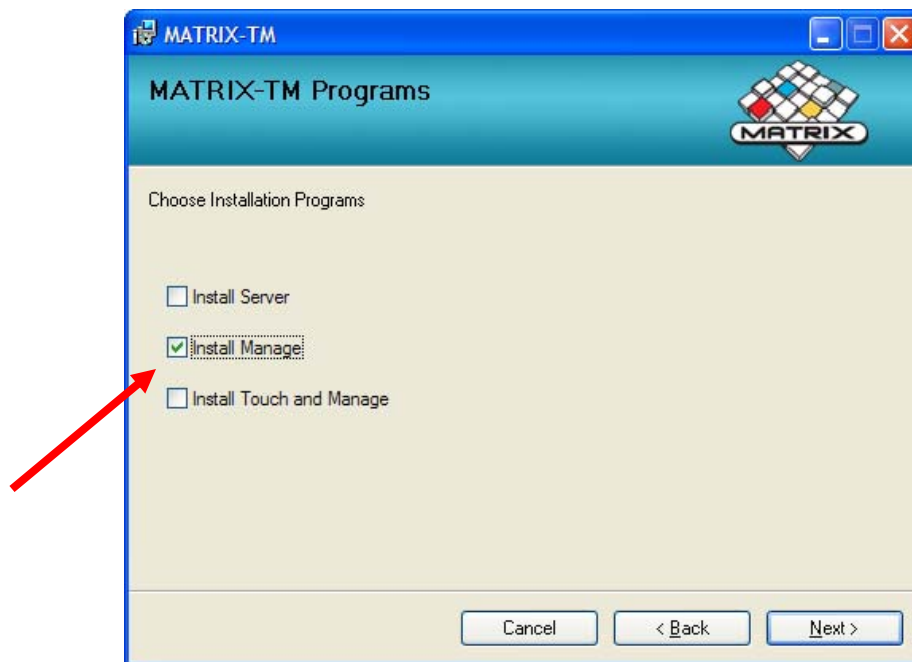 MATRIX-TM
MATRIX-TM Programs
MATRIX
Choose Installation Programs
Install Server
Install Manage
Install Touch and Manage
Cancel
< Back
Next >